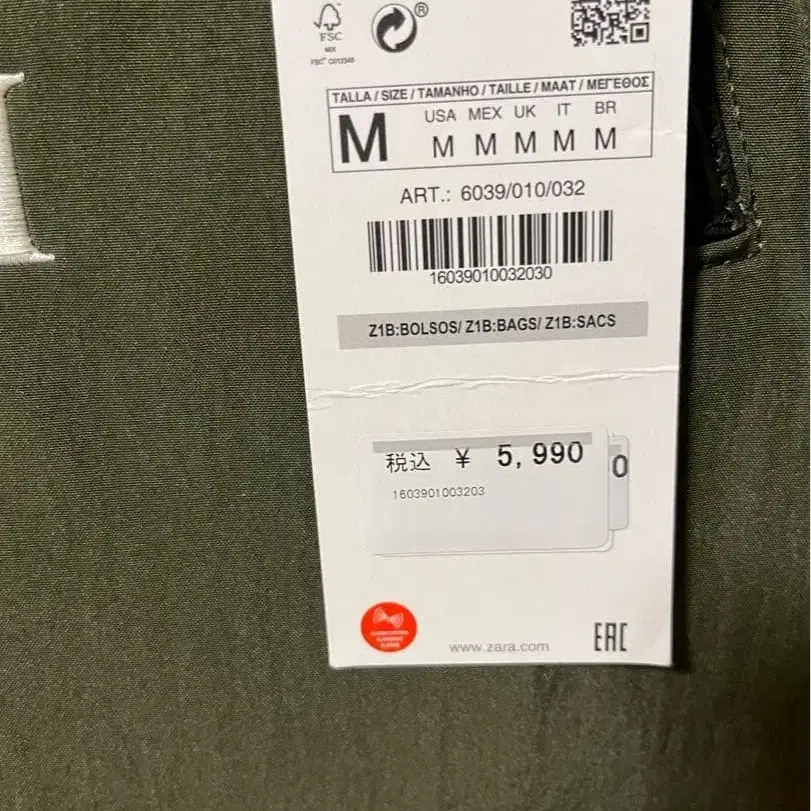 FSC
MIX
®
TALLA / SIZE / TAMANHO / TAILLE / MAAT / ΜΕΓΕΘΟΣ
M
USA MEX UK IT BR
M M M M M
ART.: 6039/010/032
16039010032030
Z1B:BOLSOS/ Z1B:BAGS/ Z1B:SACS
税込 ¥ 5,990
0
1603901003203
www.zara.com
EAC